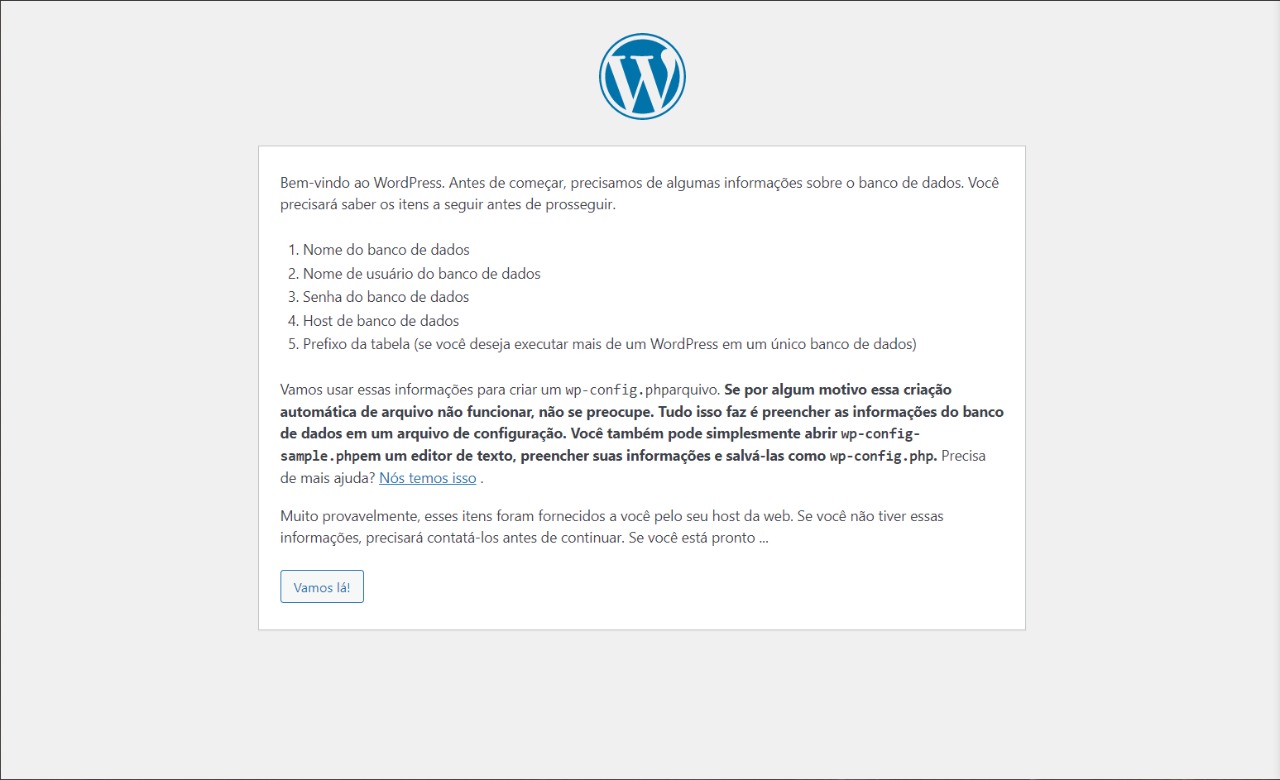 Bem-vindo ao WordPress. Antes de começar, precisamos de algumas informações sobre o banco de dados. Você
precisará saber os itens a seguir antes de prosseguir.
1. Nome do banco de dados
2. Nome de usuário do banco de dados
3. Senha do banco de dados
4. Host de banco de dados
5. Prefixo da tabela (se você deseja executar mais de um WordPress em um único banco de dados)
Vamos usar essas informações para criar um wp-config.phparquivo. Se por algum motivo essa criação
automática de arquivo não funcionar, não se preocupe. Tudo isso faz é preencher as informações do banco
de dados em um arquivo de configuração. Você também pode simplesmente abrir wp-config-
sample.phpem um editor de texto, preencher suas informações e salvá-las como wp-config.php. Precisa
de mais ajuda? Nós temos isso .
Muito provavelmente, esses itens foram fornecidos a você pelo seu host da web. Se você não tiver essas
informações, precisará contatá-los antes de continuar. Se você está pronto ...
Vamos lá!